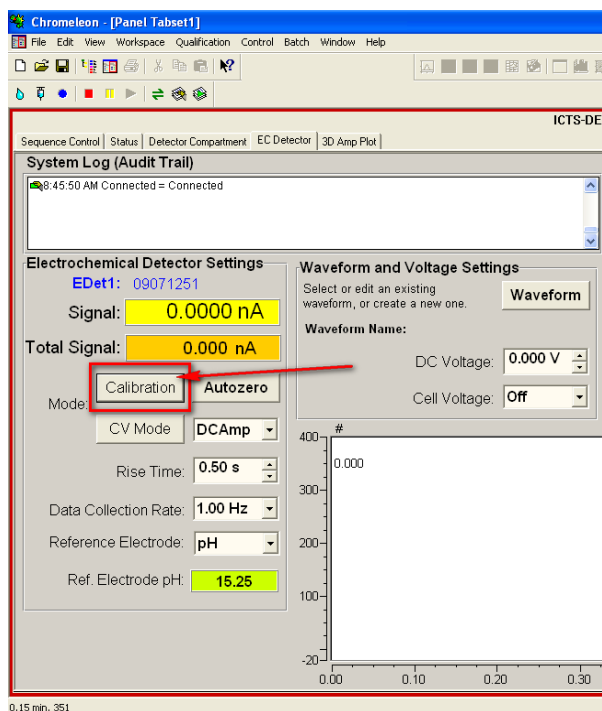 Chromeleon - [Panel Tabset1]
File Edit View Workspace Qualification Control Batch Window Help
ICTS-DE
Sequence Control Status Detector Compartment EC Detector 3D Amp Plot
System Log (Audit Trail)
8:45:50 AM Connected = Connected
Electrochemical Detector Settings
EDet1: 09071251
Signal: 0.0000 nA
Total Signal: 0.000 nA
Mode:
Calibration Autozero
CV Mode DCAmp
Rise Time: 0.50 s
Data Collection Rate: 1.00 Hz
Reference Electrode: pH
Ref. Electrode pH: 15.25
Waveform and Voltage Settings
Select or edit an existing
waveform, or create a new one.
Waveform
Waveform Name:
DC Voltage: 0.000 V
Cell Voltage: Off
#
400
0.000
300
200
100
-20
0.00 0.10 0.20 0.30
0.15 min. 351